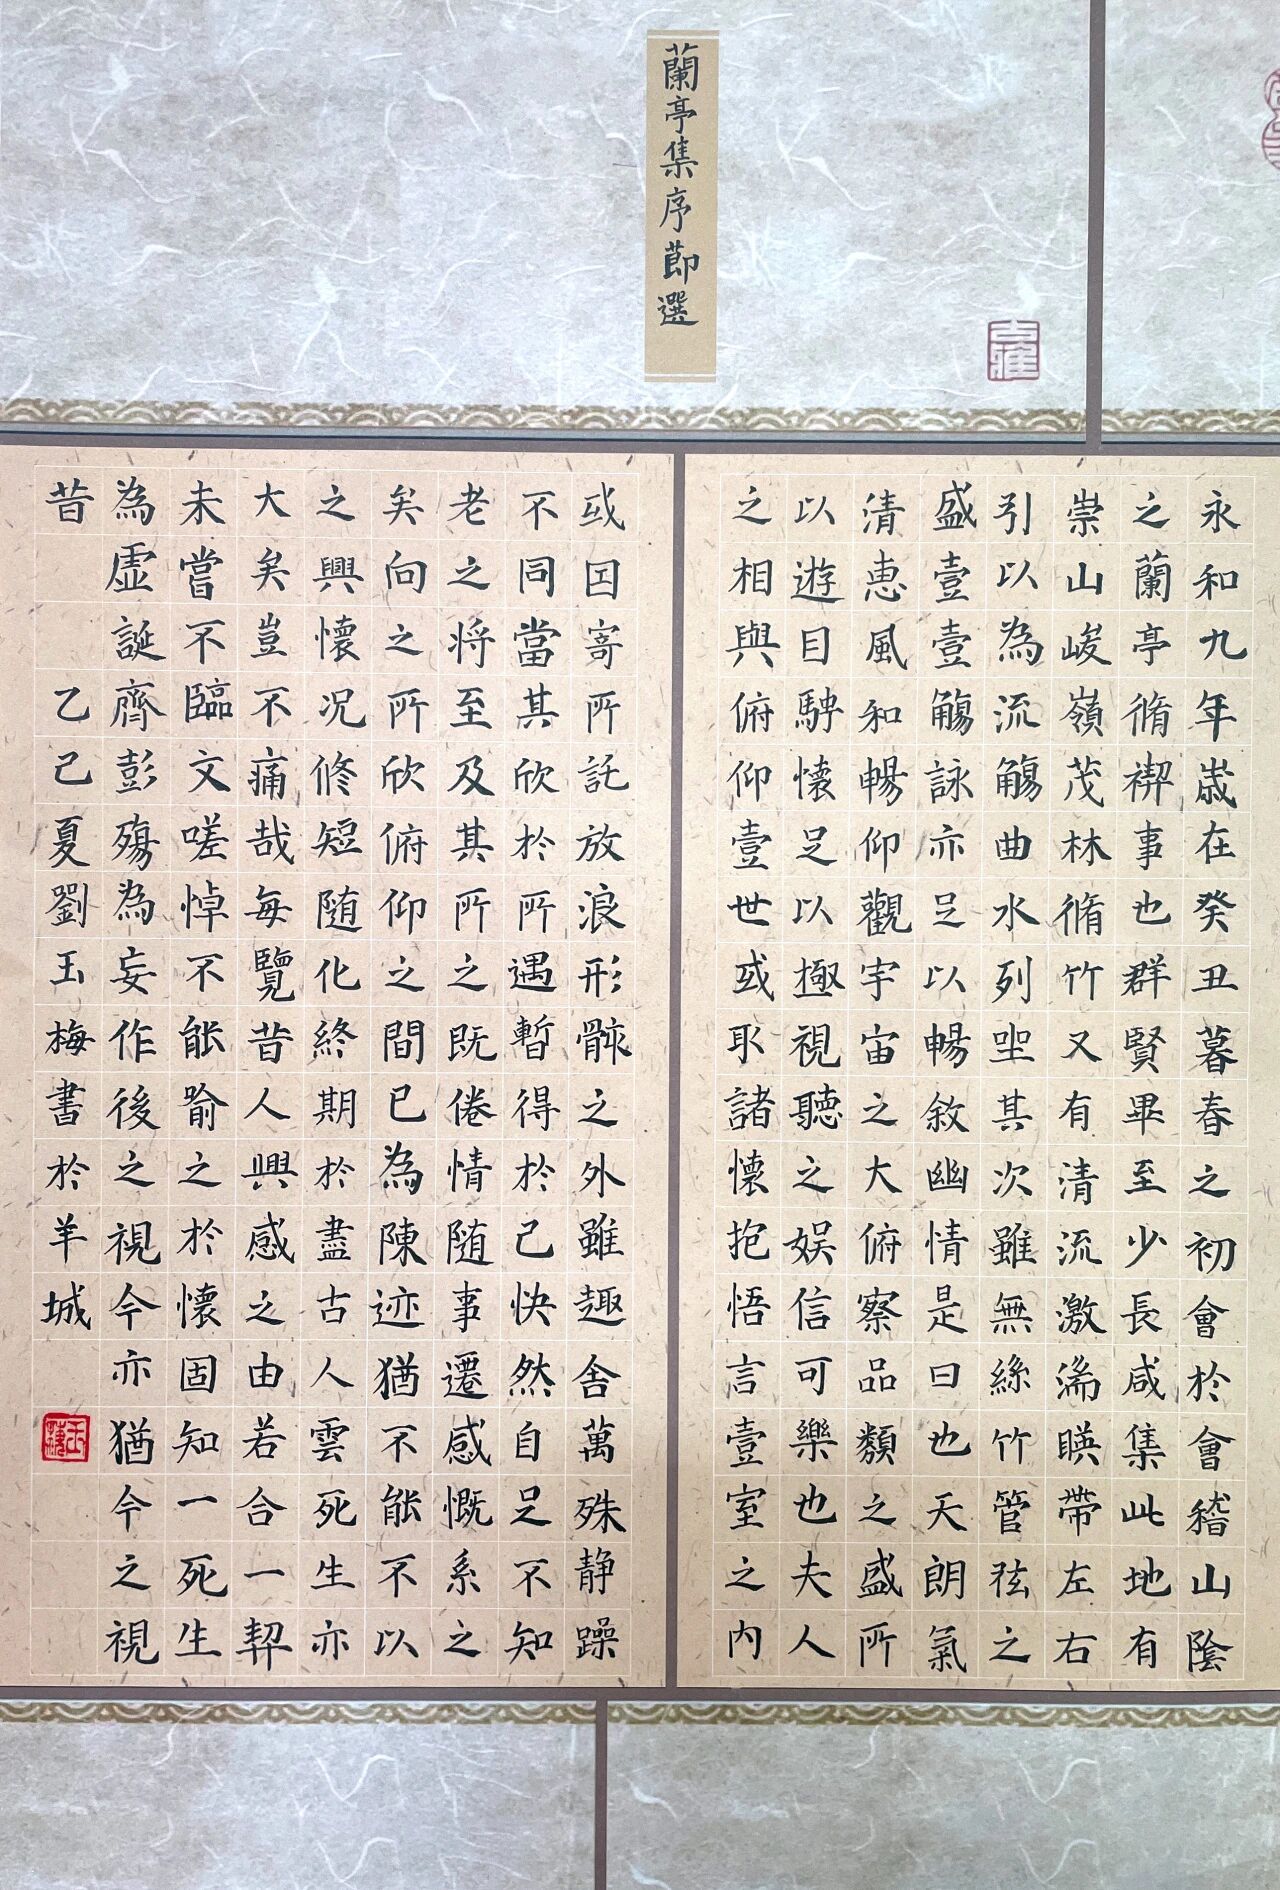 蘭亭集序節選
永和九年歲在癸丑暮春之初會於會稽山陰
之蘭亭脩禊事也群賢畢至少長咸集此地有
崇山峻嶺茂林脩竹又有清流激湍暎帶左右
引以為流觴曲水列坐其次雖無絲竹管弦之
盛壹壹觴詠亦足以暢敘幽情是日也天朗氣
清惠風和暢仰觀宇宙之大俯察品類之盛所
以遊目騁懷足以極視聽之娛信可樂也夫人
之相與俯仰壹世或取諸懷抱悟言壹室之內
或因寄所託放浪形骸之外雖趣舍萬殊静躁
不同當其欣於所遇暫得於己快然自足不知
老之将至及其所之既倦情随事遷感慨系之
矣向之所欣俯仰之間已為陳迹猶不能不以
之興懷况修短随化終期於盡古人雲死生亦
大矣豈不痛哉每覽昔人興感之由若合一契
未嘗不臨文嗟悼不能喻之於懷固知一死生
為虛誕齊彭殤為妄作後之視今亦猶今之視
昔 乙巳夏劉玉梅書於羊城
玉梅